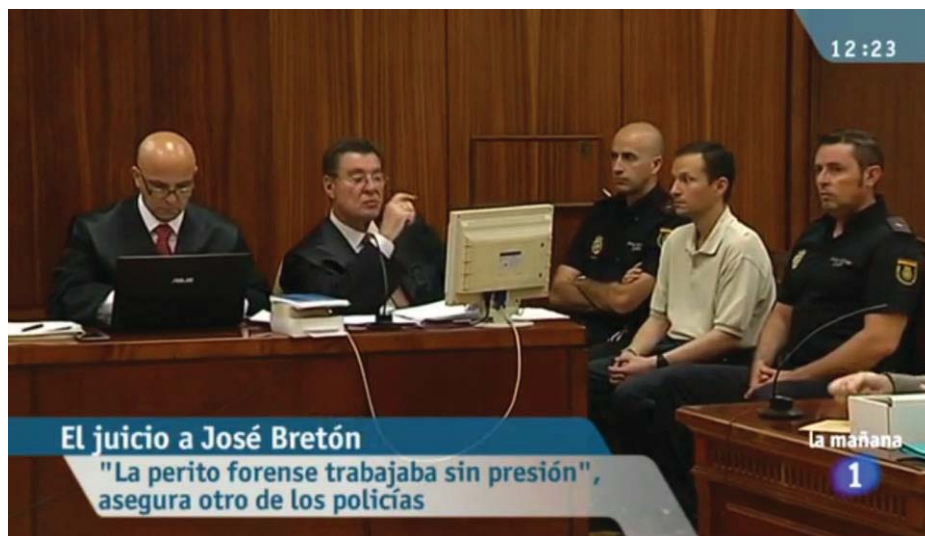 12:23
ASUS
El juicio a José Bretón
"La perito forense trabajaba sin presión",
asegura otro de los policías
la mañana
1